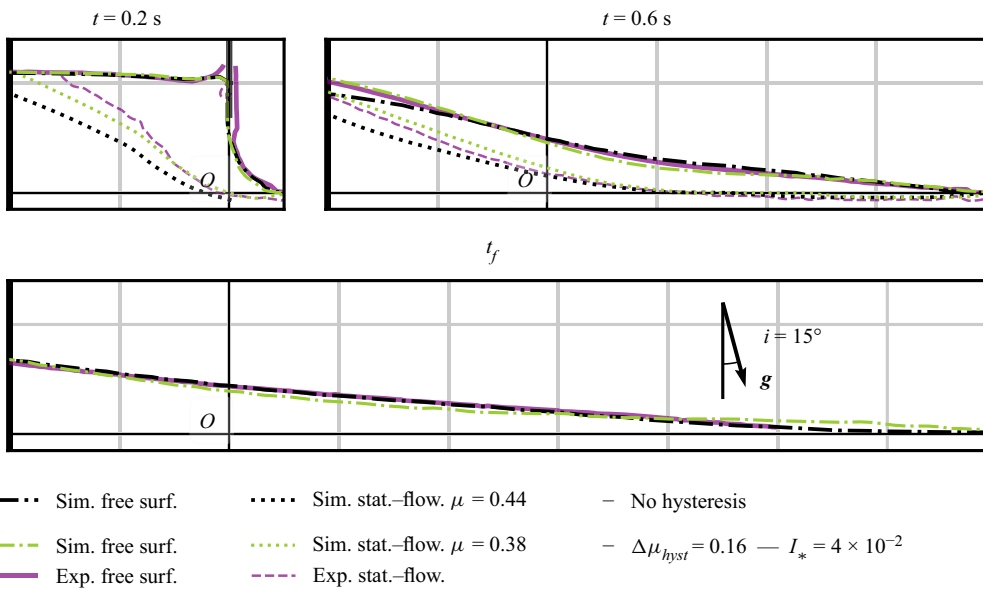 t = 0.2 s
t = 0.6 s
O
O
t_f
i = 15°
g
O
Sim. free surf.
Sim. stat.–flow. μ = 0.44
– No hysteresis
Sim. free surf.
Sim. stat.–flow. μ = 0.38
– Δμ_hyst = 0.16 — I_* = 4 × 10⁻²
Exp. free surf.
Exp. stat.–flow.